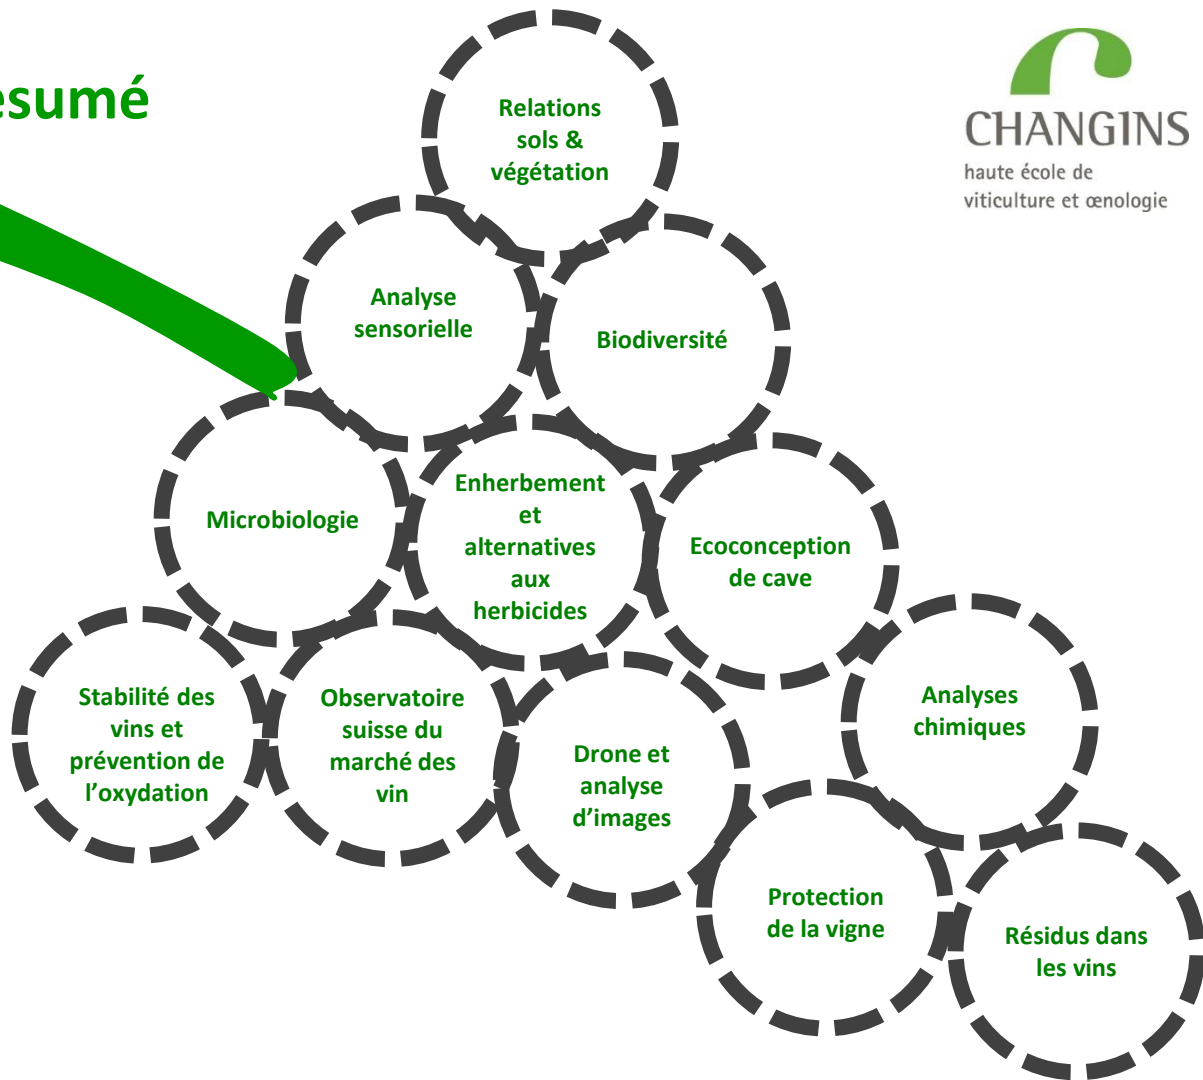 esumé
CHANGINS
haute école de
viticulture et œnologie
Relations
sols &
végétation
Analyse
sensorielle
Biodiversité
Microbiologie
Enherbement
et
alternatives
aux
herbicides
Ecoconception
de cave
Stabilité des
vins et
prévention de
l’oxydation
Observatoire
suisse du
marché des
vin
Drone et
analyse
d’images
Analyses
chimiques
Protection
de la vigne
Résidus dans
les vins